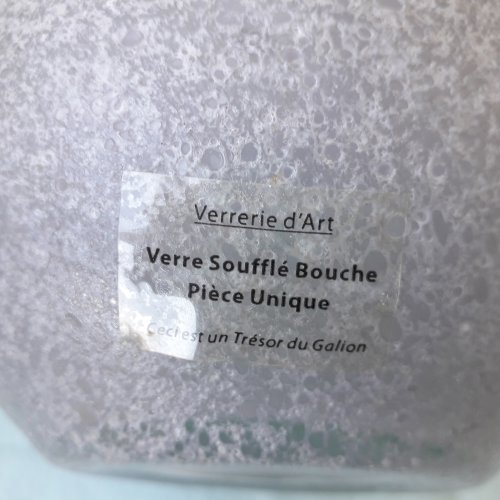 Verrerie d'Art
Verre Soufflé Bouche
Pièce Unique
Ceci est un Trésor du Galion